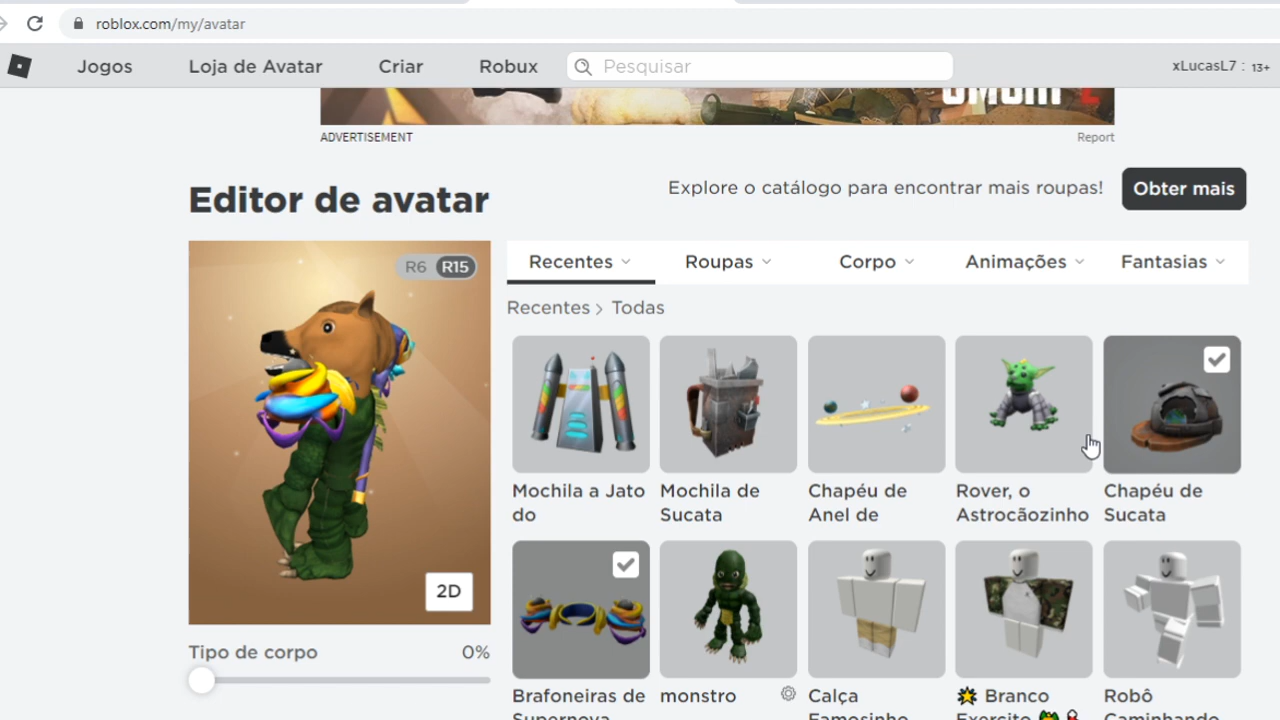 roblox.com/my/avatar
Jogos Loja de Avatar Criar Robux Pesquisar xLucasL7 : 13+
ADVERTISEMENT Report
Editor de avatar
Explore o catálogo para encontrar mais roupas! Obter mais
R6 R15
Recentes Roupas Corpo Animações Fantasias
Recentes > Todas
Mochila a Jato do
Mochila de Sucata
Chapéu de Anel de
Rover, o Astrocãozinho
Chapéu de Sucata
2D
Tipo de corpo 0%
Brafoneiras de Supernova
monstro
Calça Famosinho
Branco Exercito
Robô Caminhando